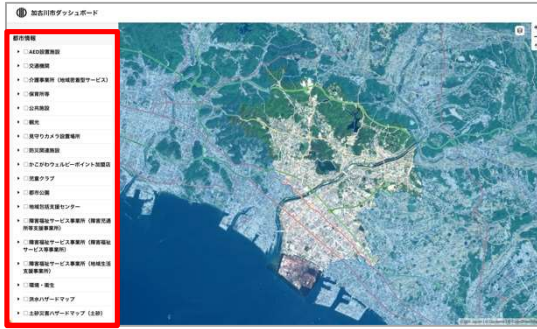 加古川市ダッシュボード
都市情報
AED設置施設
交通機関
介護事業所（地域密着型サービス）
保育所等
公共施設
観光
見守りカメラ設置場所
防災関連施設
かこがわウェルピーポイント加盟店
児童クラブ
都市公園
地域包括支援センター
障害福祉サービス事業所（障害児通
所等支援事業所）
障害福祉サービス事業所（障害福祉
サービス等事業所）
障害福祉サービス事業所（地域生活
支援事業所）
環境・衛生
洪水ハザードマップ
土砂災害ハザードマップ（土砂）